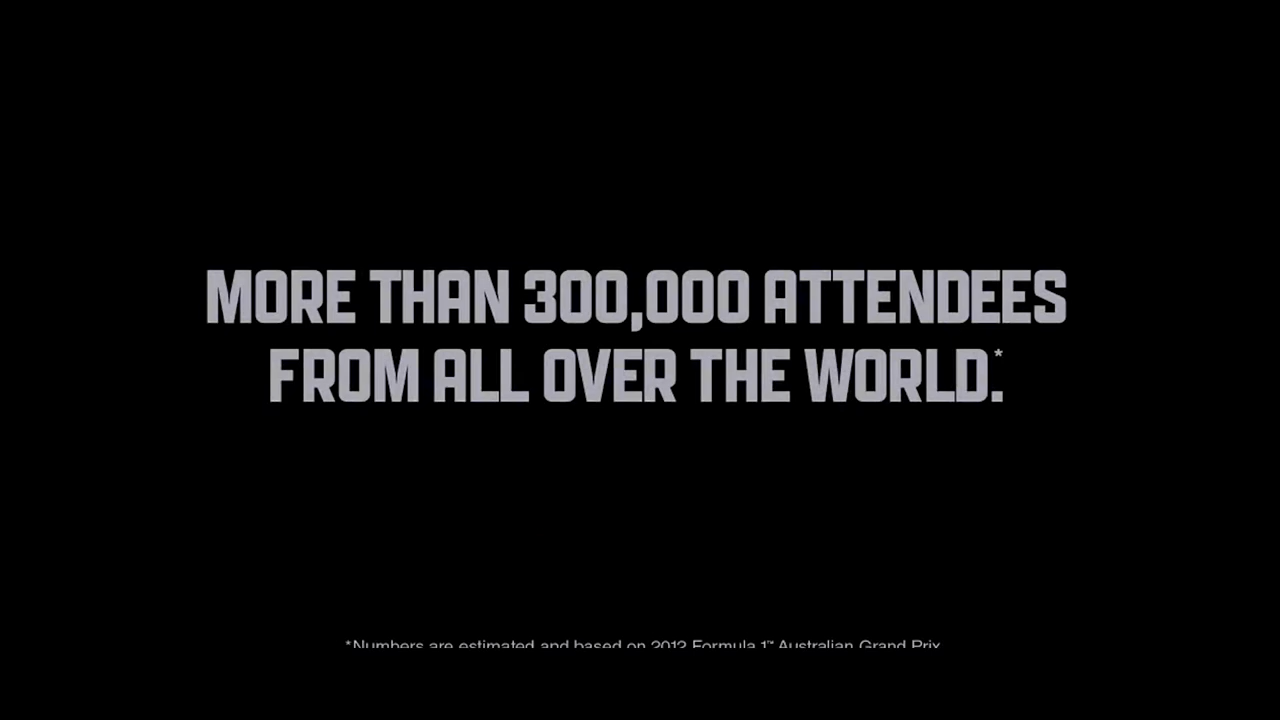 MORE THAN 300,000 ATTENDEES
FROM ALL OVER THE WORLD.*
*Numbers are estimated and based on 2012 Formula 1™ Australian Grand Prix